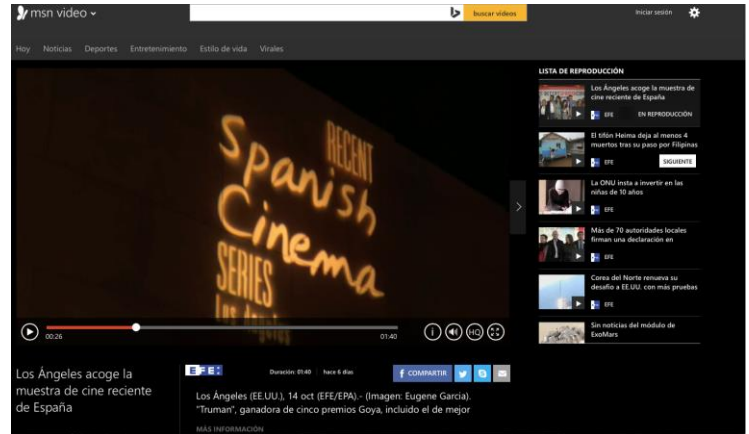 msn video
buscar videos
Iniciar sesión
Hoy Noticias Deportes Entretenimiento Estilo de vida Virales
RECENT
Spanish
Cinema
SERIES
Los Angeles
00:26
01:40
HQ
LISTA DE REPRODUCCIÓN
Los Ángeles acoge la muestra de
cine reciente de España
EFE EN REPRODUCCIÓN
El tifón Heima deja al menos 4
muertos tras su paso por Filipinas
EFE SIGUIENTE
La ONU insta a invertir en las
niñas de 10 años
EFE
Más de 70 autoridades locales
firman una declaración en
EFE
Corea del Norte renueva su
desafío a EE.UU. con más pruebas
EFE
Sin noticias del módulo de
ExoMars
Los Ángeles acoge la
muestra de cine reciente
de España
EFE:
Duración: 01:40 hace 6 días
COMPARTIR
Los Ángeles (EE.UU.), 14 oct (EFE/EPA).- (Imagen: Eugene Garcia).
"Truman", ganadora de cinco premios Goya, incluido el de mejor
MÁS INFORMACIÓN